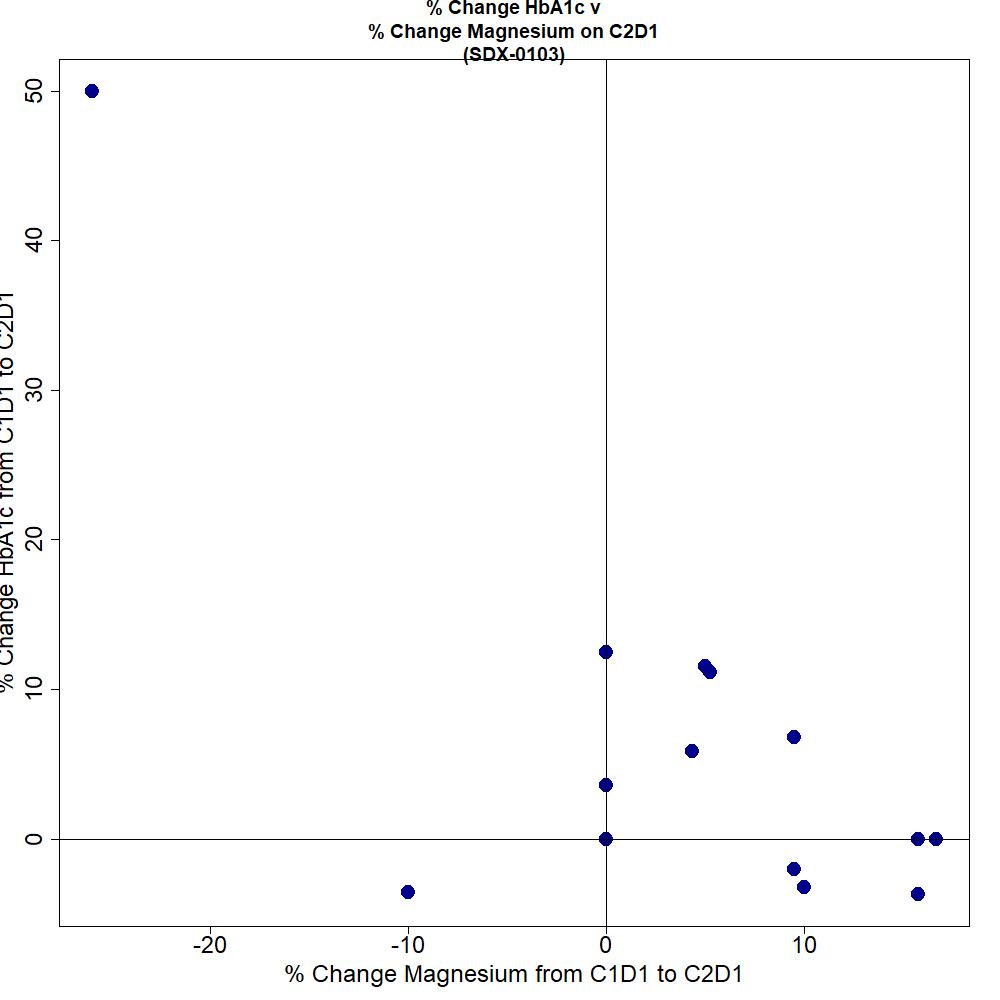 % Change HbA1c v
% Change Magnesium on C2D1
(SDX-0103)
% Change HbA1c from C1D1 to C2D1
50
40
30
20
10
0
-20
-10
0
10
% Change Magnesium from C1D1 to C2D1